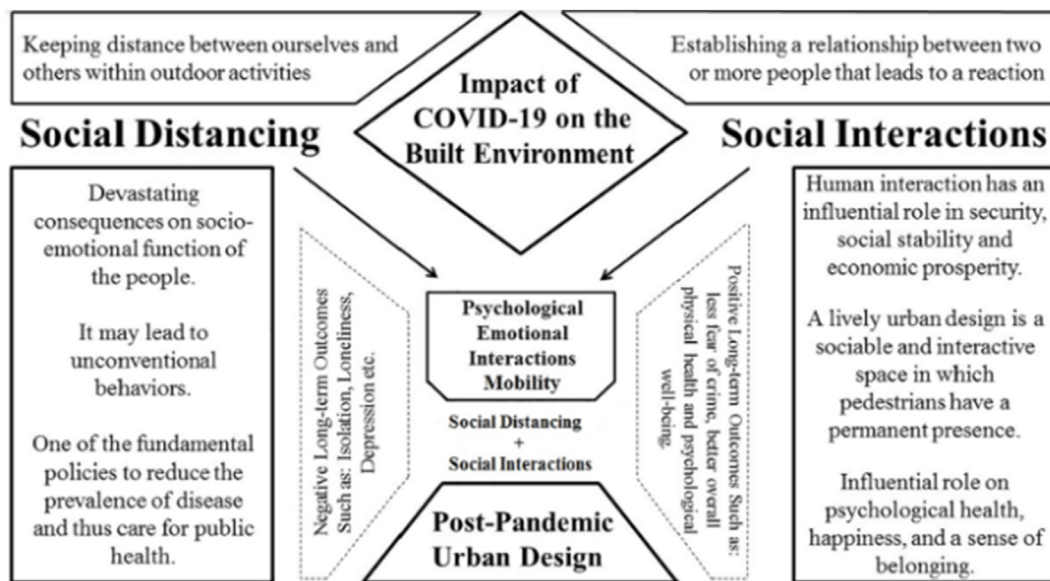 Keeping distance between ourselves and
others within outdoor activities
Impact of
COVID-19 on the
Built Environment
Establishing a relationship between two
or more people that leads to a reaction
Social Distancing
Social Interactions
Devastating
consequences on socio-
emotional function of
the people.
It may lead to
unconventional
behaviors.
One of the fundamental
policies to reduce the
prevalence of disease
and thus care for public
health.
Negative Long-term Outcomes
Such as: Isolation, Loneliness,
Depression etc.
Psychological
Emotional
Interactions
Mobility
Social Distancing
+
Social Interactions
Post-Pandemic
Urban Design
Positive Long-term Outcomes Such as:
less fear of crime, better overall
physical health and psychological
well-being.
Human interaction has an
influential role in security,
social stability and
economic prosperity.
A lively urban design is a
sociable and interactive
space in which
pedestrians have a
permanent presence.
Influential role on
psychological health,
happiness, and a sense of
belonging.